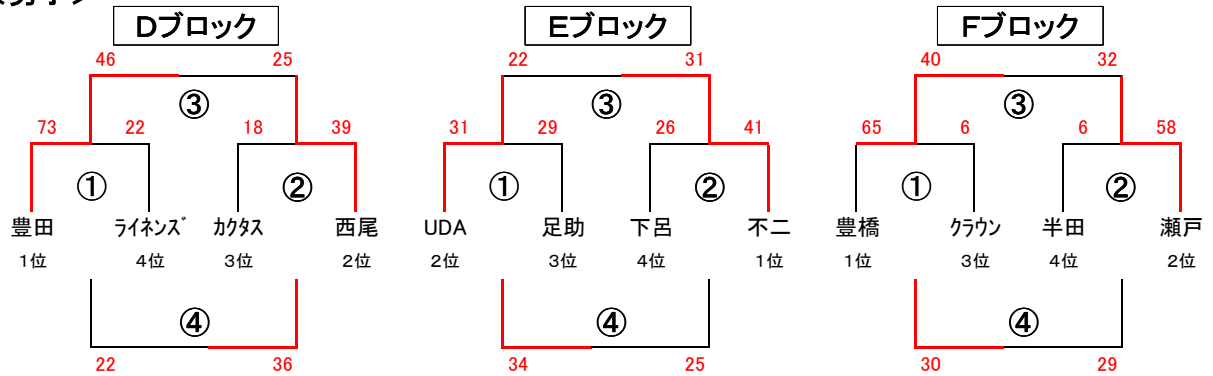 Dブロック Eブロック Fブロック
46 25 22 31 40 32
③ ③ ③
73 22 18 39 31 29 26 41 65 6 6 58
① ② ① ② ① ②
豊田 ライネンズ カクタス 西尾 UDA 足助 下呂 不二 豊橋 クラウン 半田 瀬戸
1位 4位 3位 2位 2位 3位 4位 1位 1位 3位 4位 2位
④ ④ ④
22 36 34 25 30 29